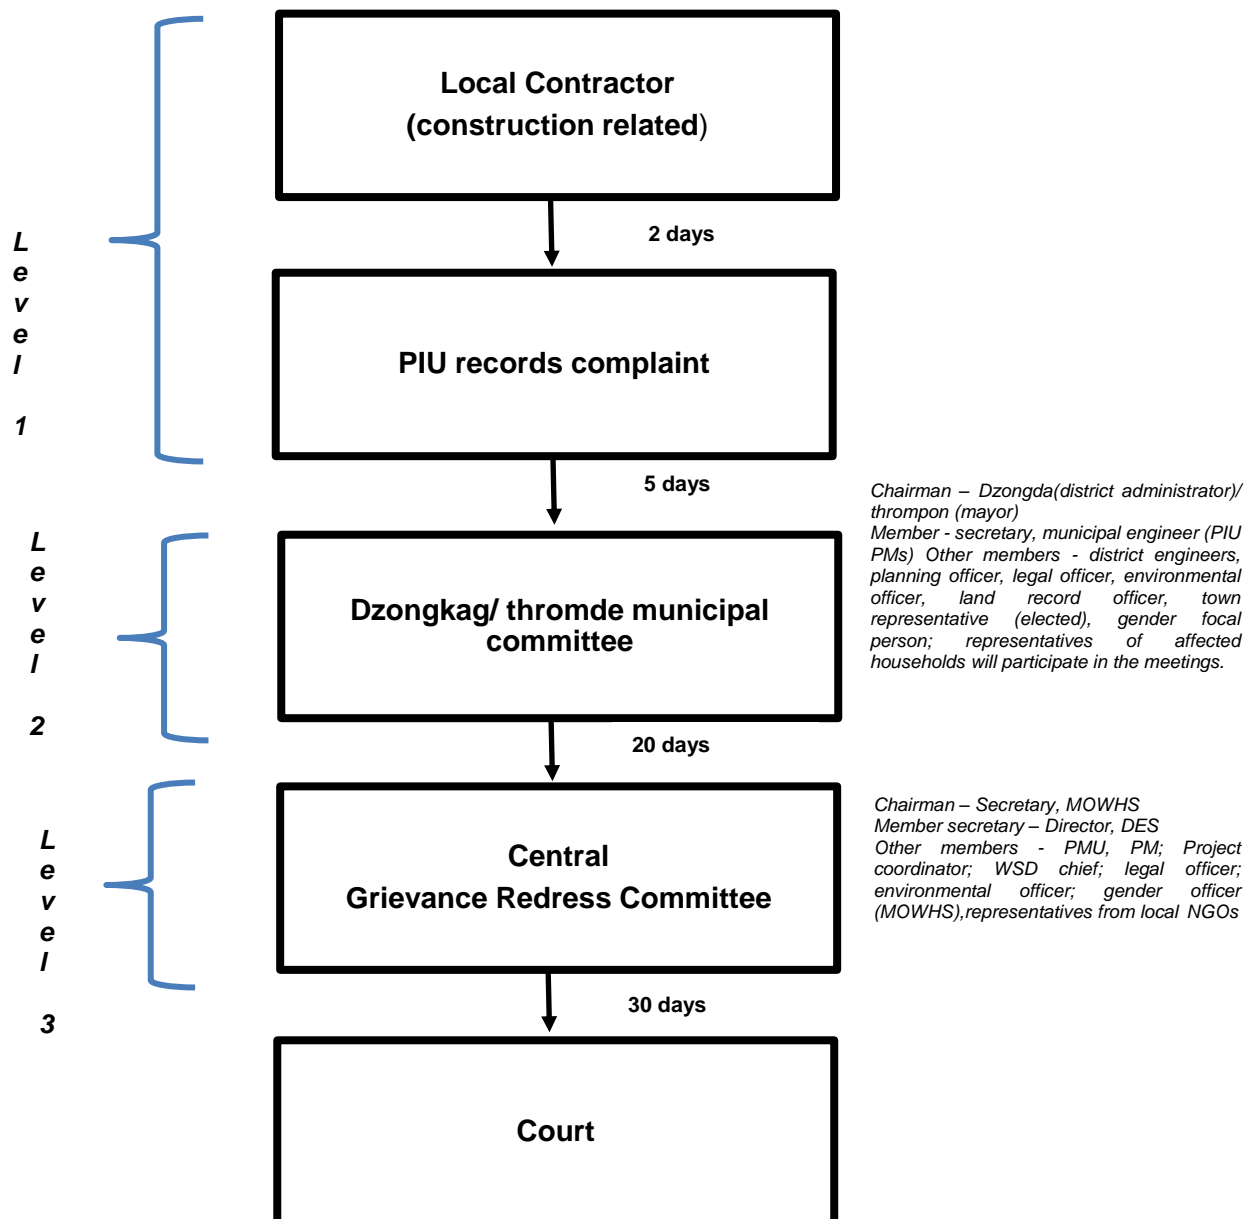 Local Contractor
(construction related)
2 days
Level 1
PIU records complaint
5 days
Chairman – Dzongda(district administrator)/
thrompon (mayor)
Member - secretary, municipal engineer (PIU
PMs) Other members - district engineers,
planning officer, legal officer, environmental
officer, land record officer, town
representative (elected), gender focal
person; representatives of affected
households will participate in the meetings.
Level 2
Dzongkag/ thromde municipal
committee
20 days
Level 3
Central
Grievance Redress Committee
Chairman – Secretary, MOWHS
Member secretary – Director, DES
Other members - PMU, PM; Project
coordinator; WSD chief; legal officer;
environmental officer; gender officer
(MOWHS),representatives from local NGOs
30 days
Court